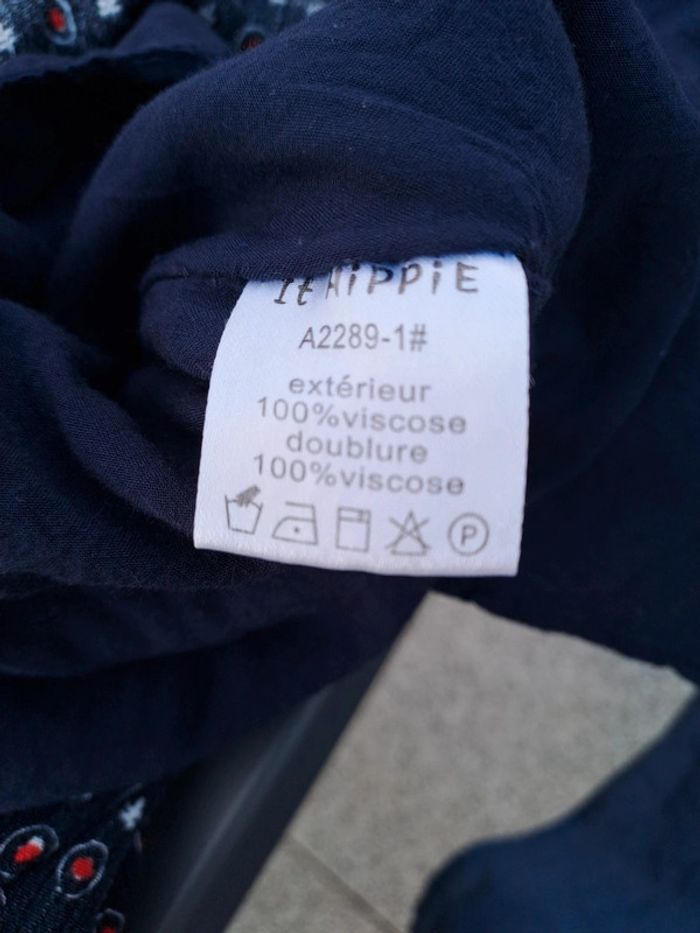 It HiPPiE
A2289-1#
extérieur
100%viscose
doublure
100%viscose
P